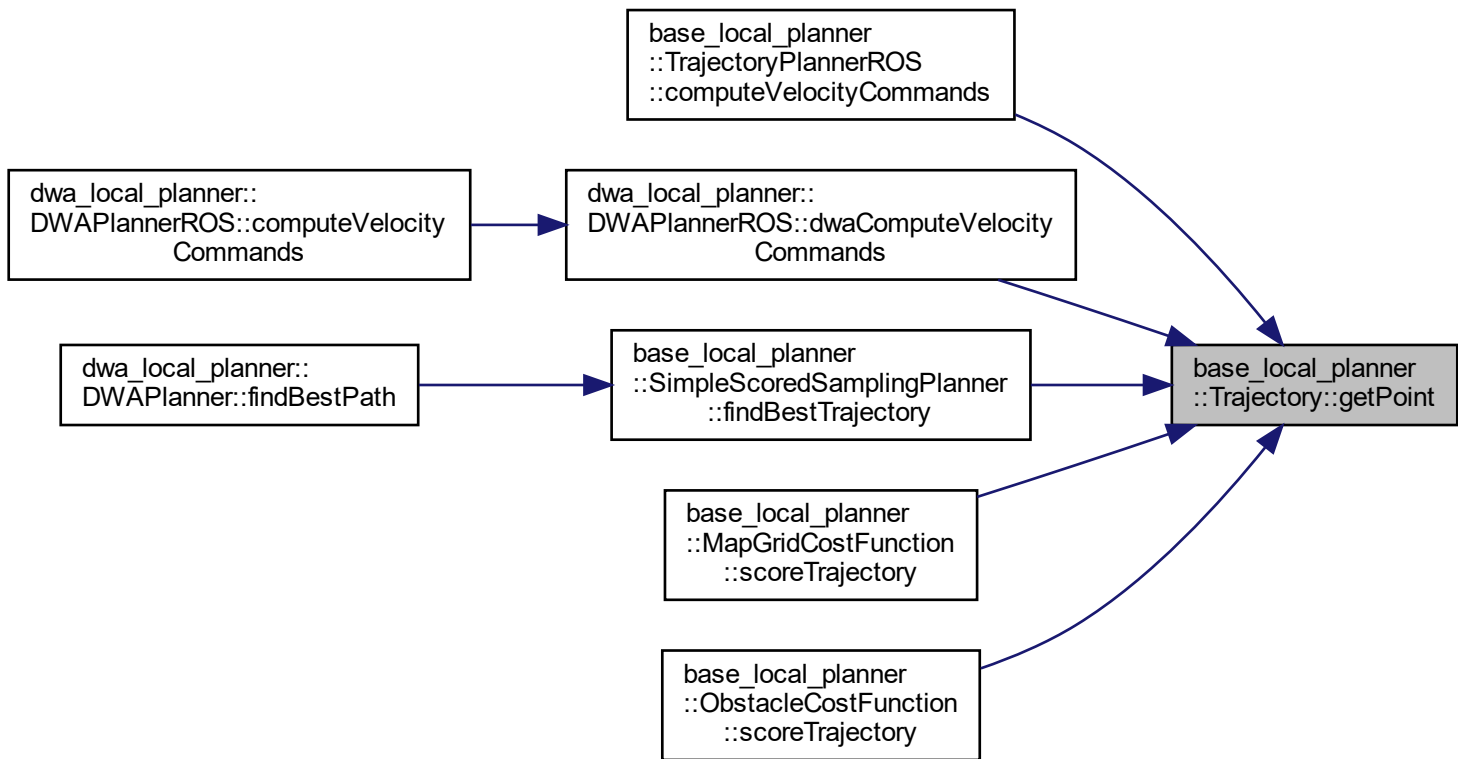 base_local_planner
::TrajectoryPlannerROS
::computeVelocityCommands
dwa_local_planner::
DWAPlannerROS::computeVelocity
Commands
dwa_local_planner::
DWAPlannerROS::dwaComputeVelocity
Commands
dwa_local_planner::
DWAPlanner::findBestPath
base_local_planner
::SimpleScoredSamplingPlanner
::findBestTrajectory
base_local_planner
::Trajectory::getPoint
base_local_planner
::MapGridCostFunction
::scoreTrajectory
base_local_planner
::ObstacleCostFunction
::scoreTrajectory